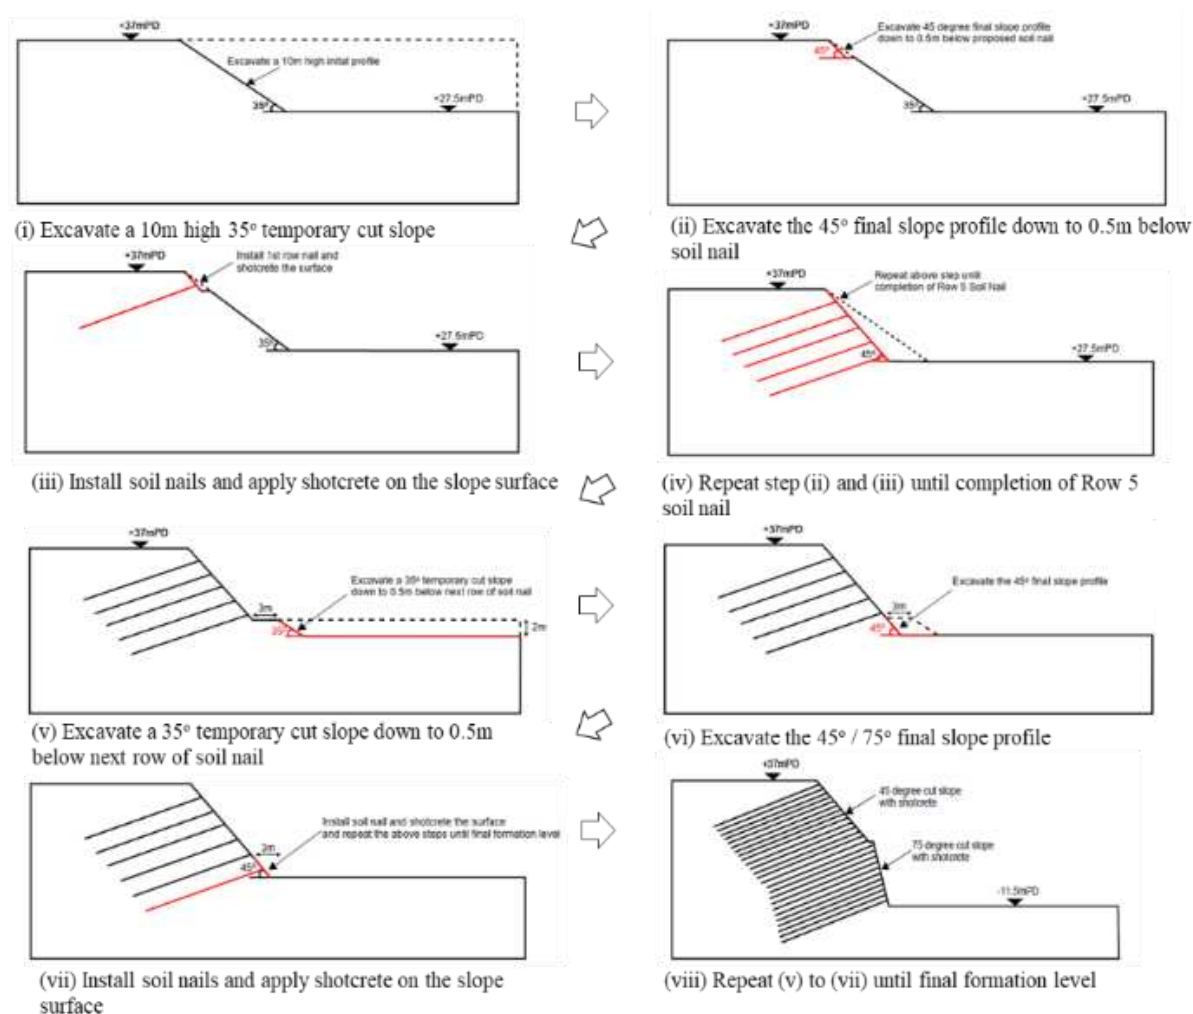 +37mPD
Excavate a 10m high inital profile
+27.5mPD
35°
(i) Excavate a 10m high 35° temporary cut slope
+37mPD
Excavate 45 degree final slope profile
down to 0.5m below proposed soil nail
45°
+27.5mPD
35°
(ii) Excavate the 45° final slope profile down to 0.5m below
soil nail
+37mPD
Install 1st row nail and
shotcrete the surface
+27.5mPD
35°
(iii) Install soil nails and apply shotcrete on the slope surface
+37mPD
Repeat above step until
completion of Row 5 Soil Nail
+27.5mPD
45°
(iv) Repeat step (ii) and (iii) until completion of Row 5
soil nail
+37mPD
Excavate a 35° temporary cut slope
down to 0.5m below next row of soil nail
3m
35°
2m
(v) Excavate a 35° temporary cut slope down to 0.5m
below next row of soil nail
+37mPD
Excavate the 45° final slope profile
3m
45°
(vi) Excavate the 45° / 75° final slope profile
Install soil nail and shotcrete the surface
and repeat the above steps until final formation level
3m
45°
(vii) Install soil nails and apply shotcrete on the slope
surface
+37mPD
45 degree cut slope
with shotcrete
75 degree cut slope
with shotcrete
-11.5mPD
(viii) Repeat (v) to (vii) until final formation level